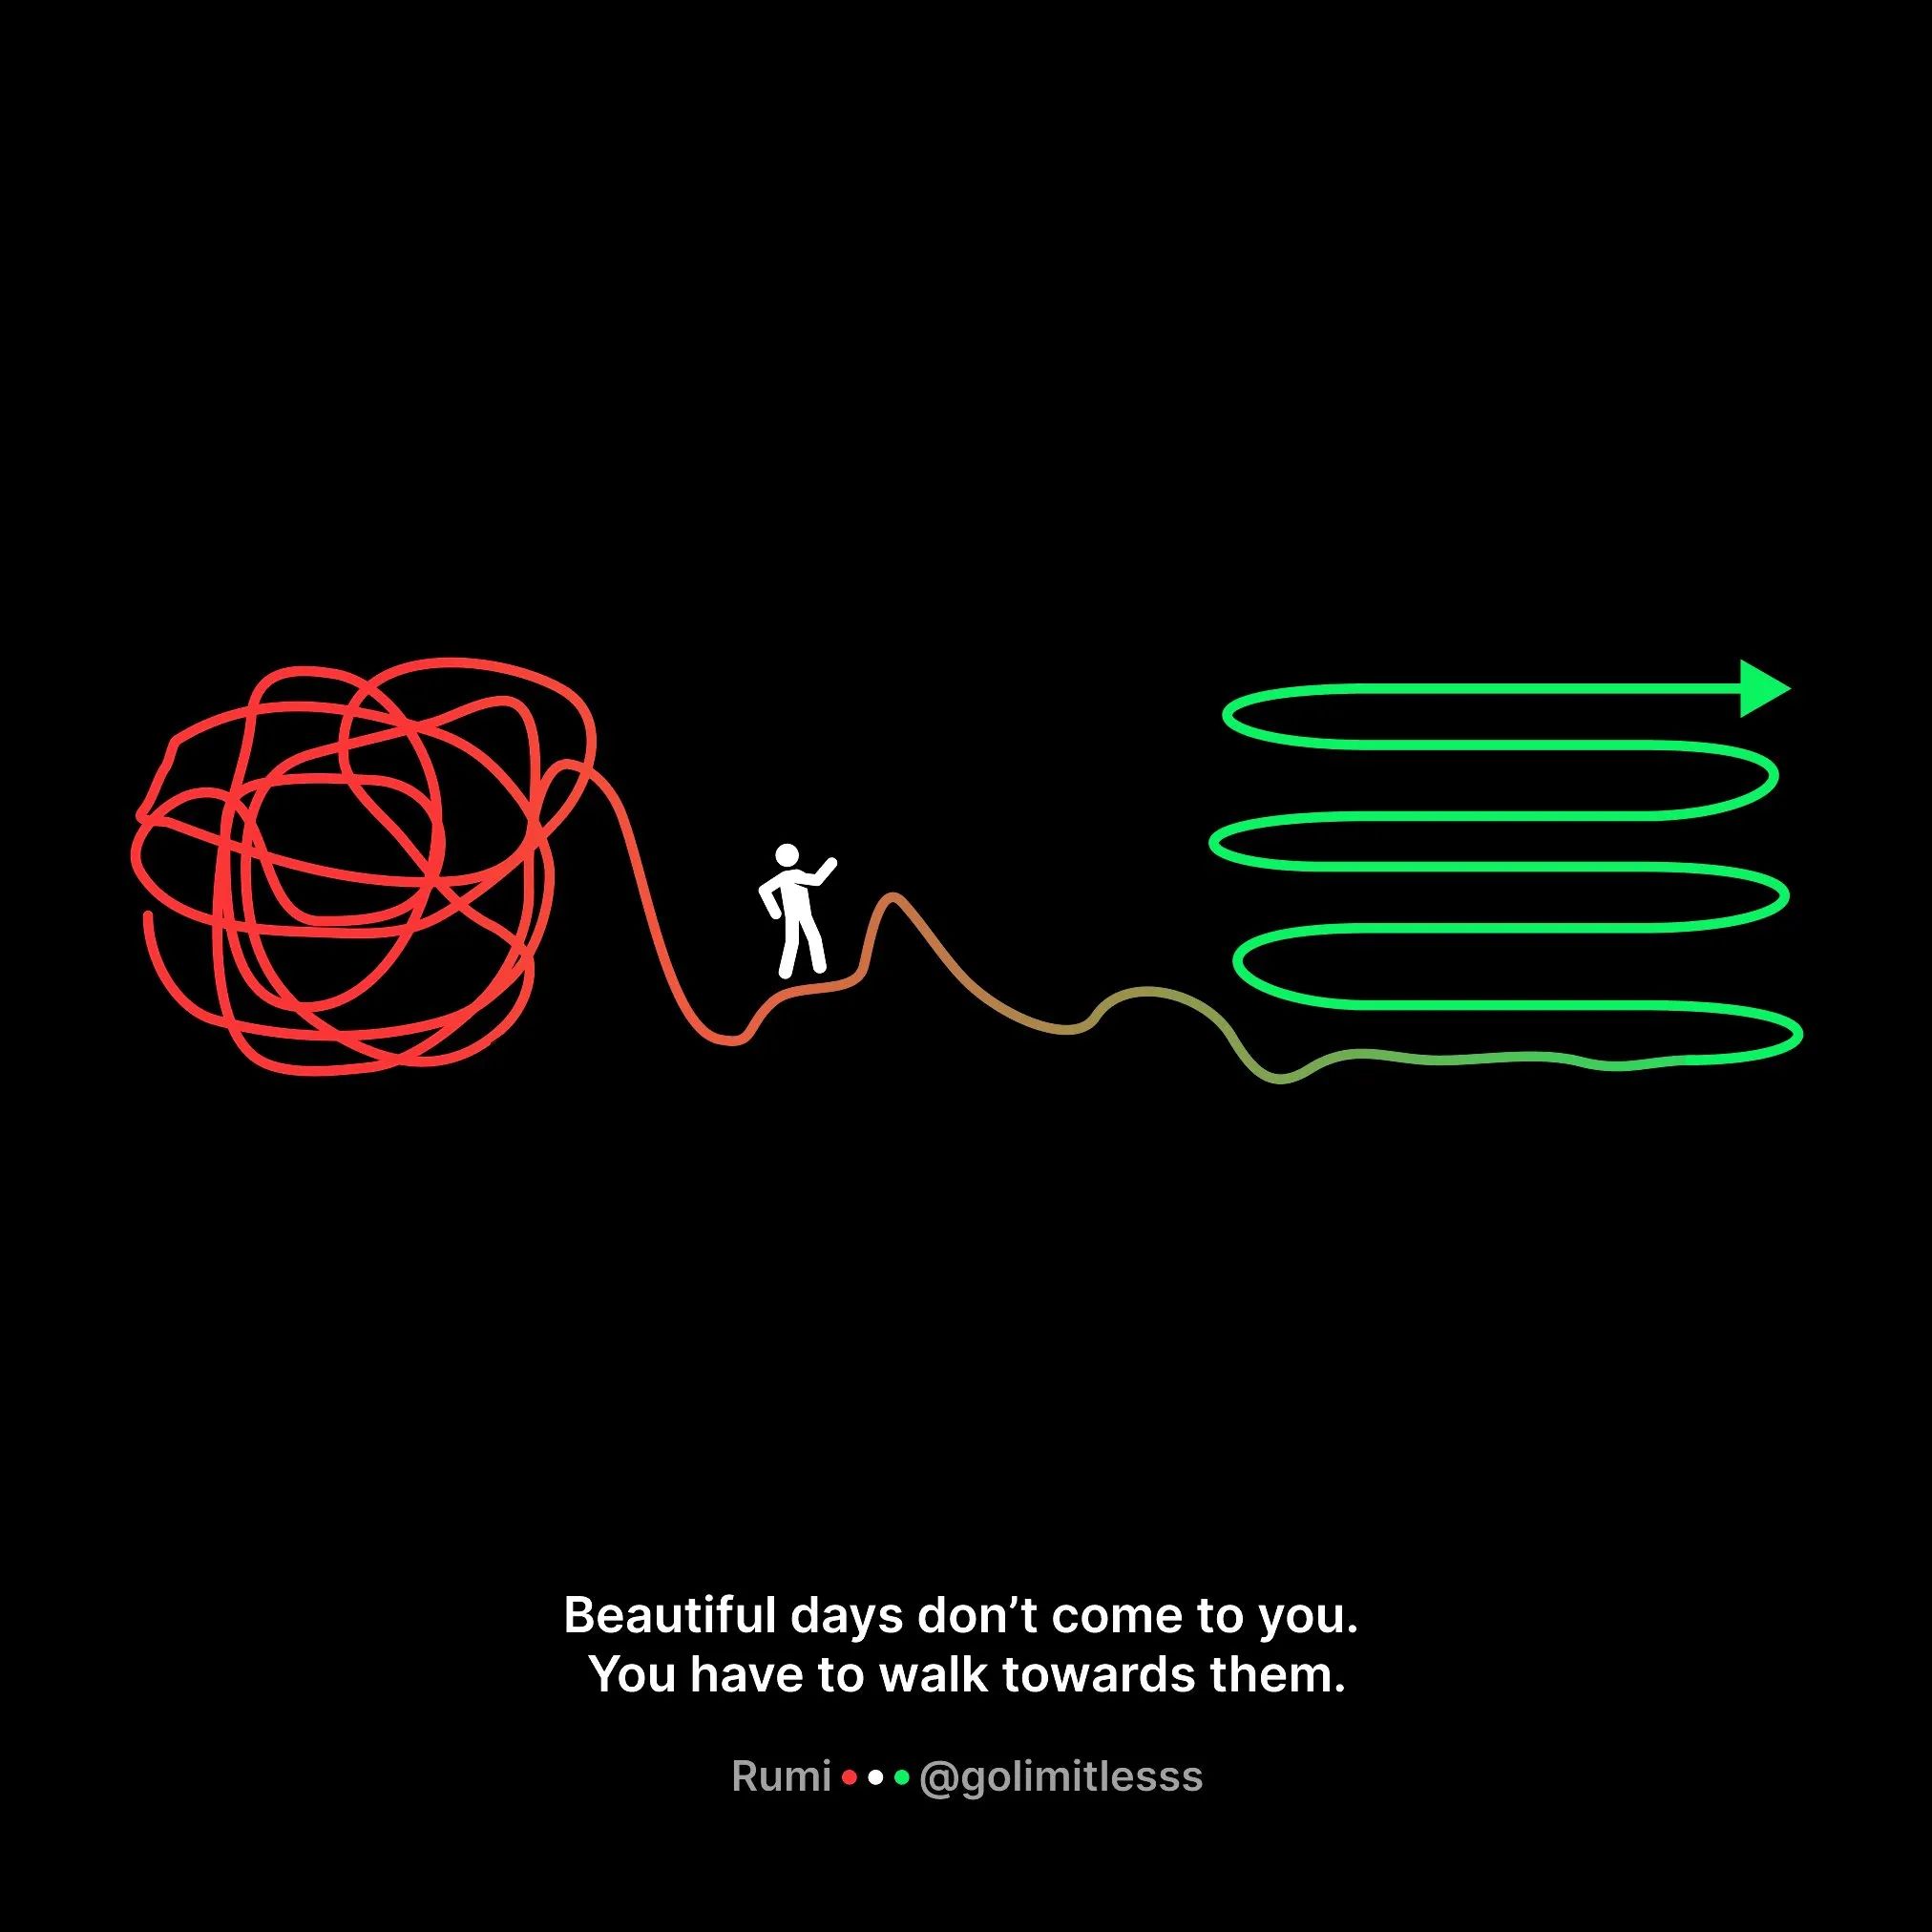 Beautiful days don’t come to you.
You have to walk towards them.
Rumi ••• @golimitlesss